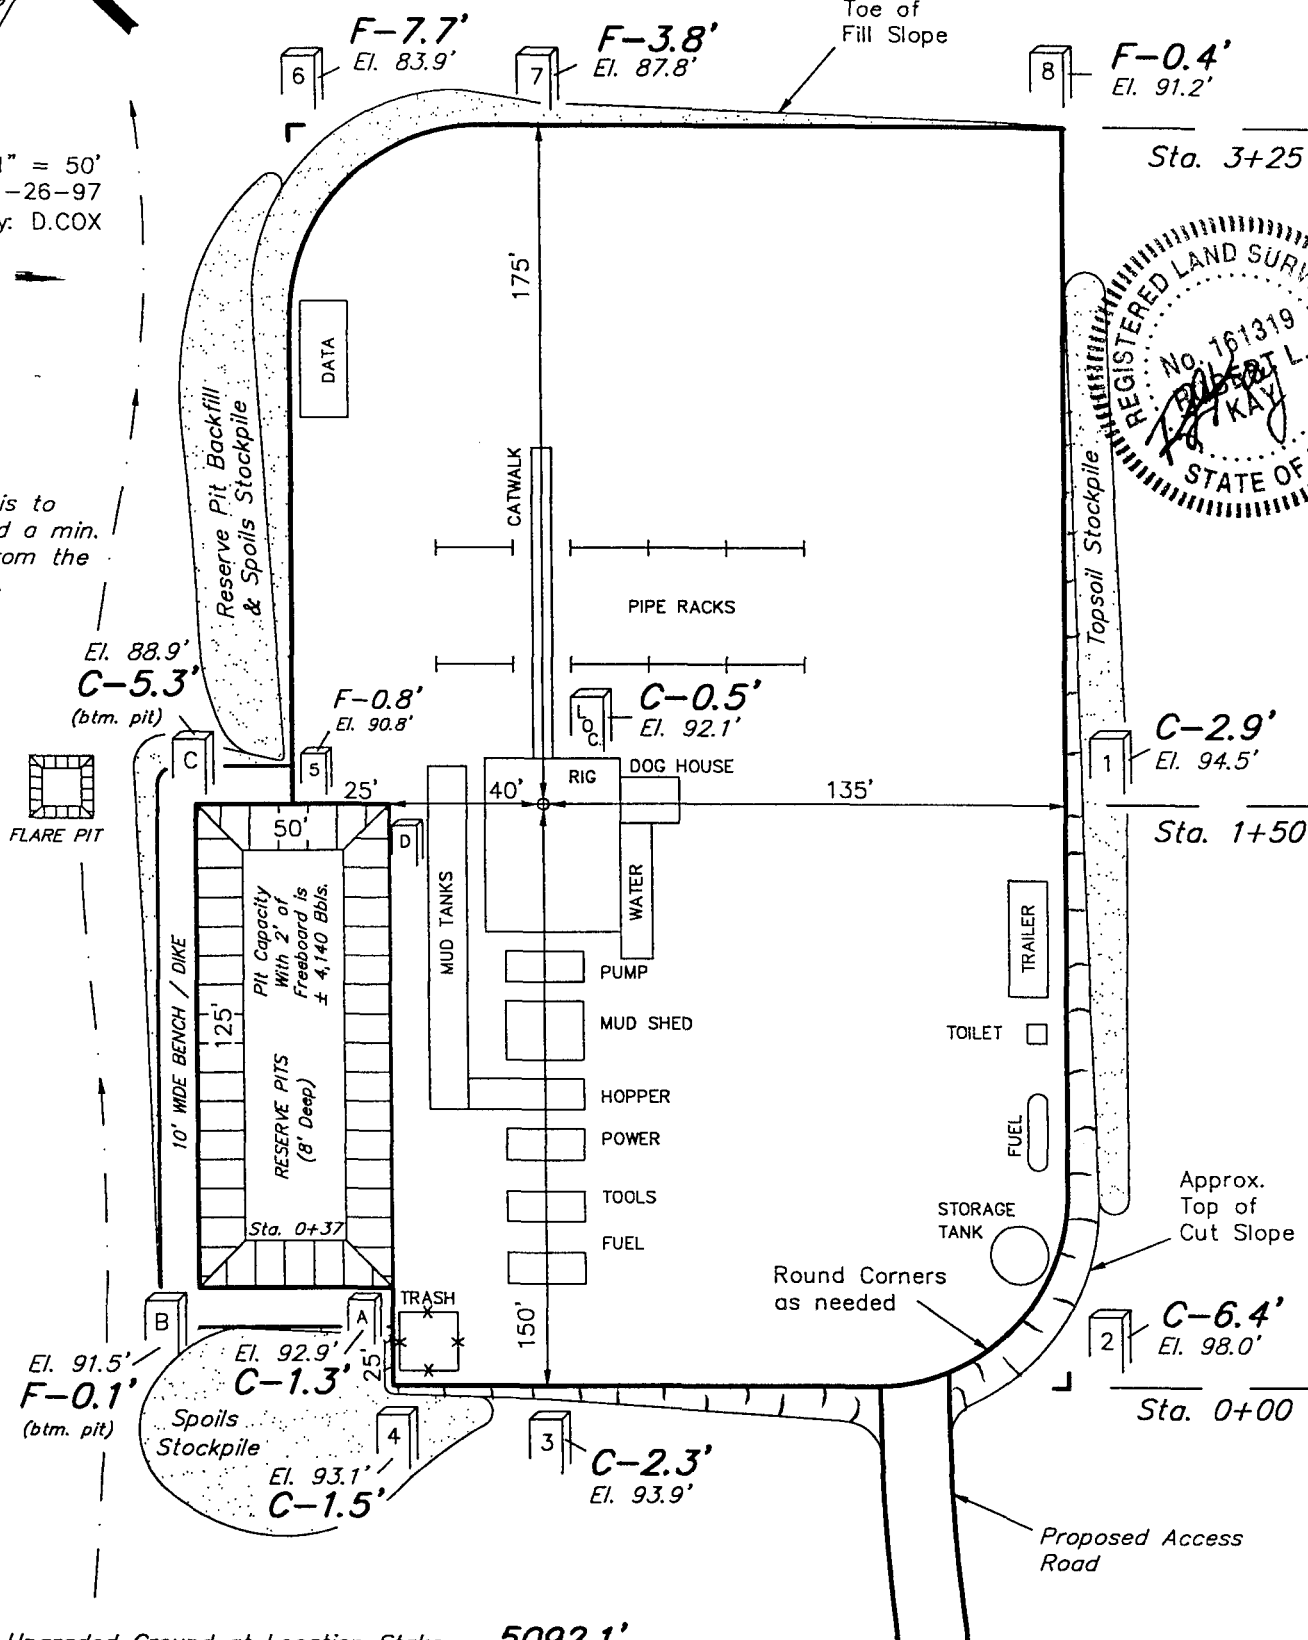 Toe of
Fill Slope
F-7.7'
El. 83.9'
6
F-3.8'
El. 87.8'
7
F-0.4'
El. 91.2'
8
Sta. 3+25
1" = 50'
-26-97
y: D.COX
175'
REGISTERED LAND SURV
No. 161319
ROBERT L.
KAY
STATE OF
DATA
Reserve Pit Backfill
& Spoils Stockpile
CATWALK
Topsoil Stockpile
is to
d a min.
om the
PIPE RACKS
El. 88.9'
C-5.3'
(btm. pit)
C
F-0.8'
El. 90.8'
5
LOC.
C-0.5'
El. 92.1'
C-2.9'
El. 94.5'
1
FLARE PIT
RIG
DOG HOUSE
25'
40'
135'
Sta. 1+50
50'
D
MUD TANKS
WATER
Pit Capacity
With 2' of
Freeboard is
± 4,140 Bbls.
10' WIDE BENCH / DIKE
125'
RESERVE PITS
(8' Deep)
Sta. 0+37
PUMP
MUD SHED
HOPPER
POWER
TOOLS
FUEL
TRAILER
TOILET
FUEL
STORAGE
TANK
Approx.
Top of
Cut Slope
Round Corners
as needed
TRASH
150'
25'
B
A
El. 91.5'
F-0.1'
(btm. pit)
El. 92.9'
C-1.3'
C-6.4'
El. 98.0'
2
Sta. 0+00
Spoils
Stockpile
4
El. 93.1'
C-1.5'
3
C-2.3'
El. 93.9'
Proposed Access
Road
5092.1'